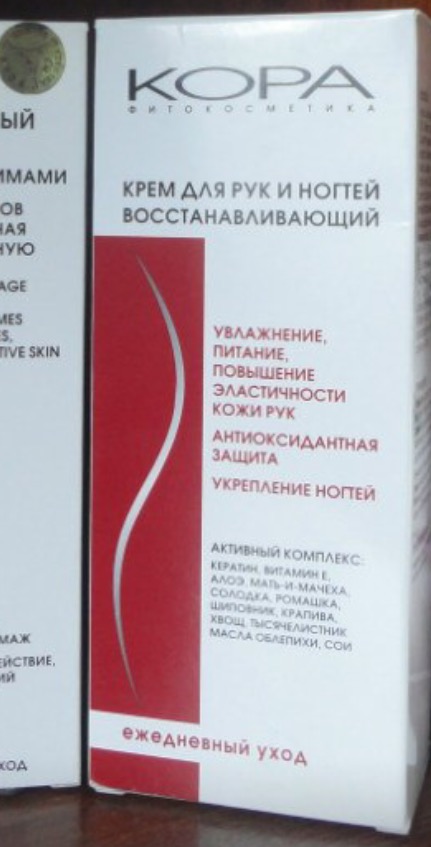 ЫЙ
ИМАМИ
ОВ
НАЯ
НУЮ
AGE
MES
ES,
TIVE SKIN
МАЖ
ЕЙСТВИЕ,
ИЙ
ХОД
КОРА
ФИТОКОСМЕТИКА
КРЕМ ДЛЯ РУК И НОГТЕЙ
ВОССТАНАВЛИВАЮЩИЙ
УВЛАЖНЕНИЕ,
ПИТАНИЕ,
ПОВЫШЕНИЕ
ЭЛАСТИЧНОСТИ
КОЖИ РУК
АНТИОКСИДАНТНАЯ
ЗАЩИТА
УКРЕПЛЕНИЕ НОГТЕЙ
АКТИВНЫЙ КОМПЛЕКС:
КЕРАТИН, ВИТАМИН Е,
АЛОЭ, МАТЬ-И-МАЧЕХА,
СОЛОДКА, РОМАШКА,
ШИПОВНИК, КРАПИВА,
ХВОЩ, ТЫСЯЧЕЛИСТНИК
МАСЛА ОБЛЕПИХИ, СОИ
ежедневный уход